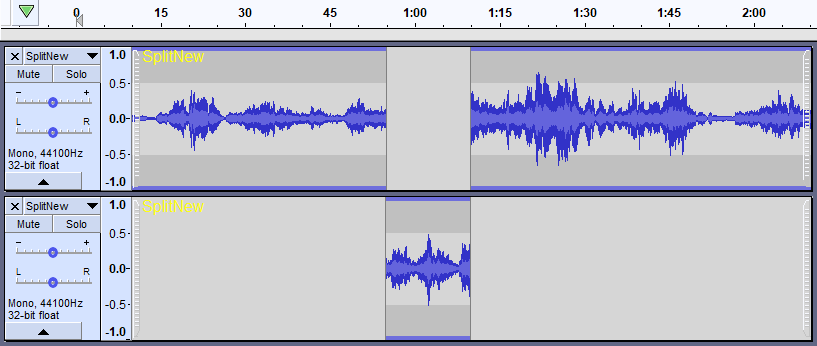 0 15 30 45 1:00 1:15 1:30 1:45 2:00
× SplitNew
Mute Solo
- +
L R
Mono, 44100Hz
32-bit float
1.0
0.5-
0.0-
-0.5-
-1.0
SplitNew
× SplitNew
Mute Solo
- +
L R
Mono, 44100Hz
32-bit float
1.0
0.5-
0.0-
-0.5-
-1.0
SplitNew